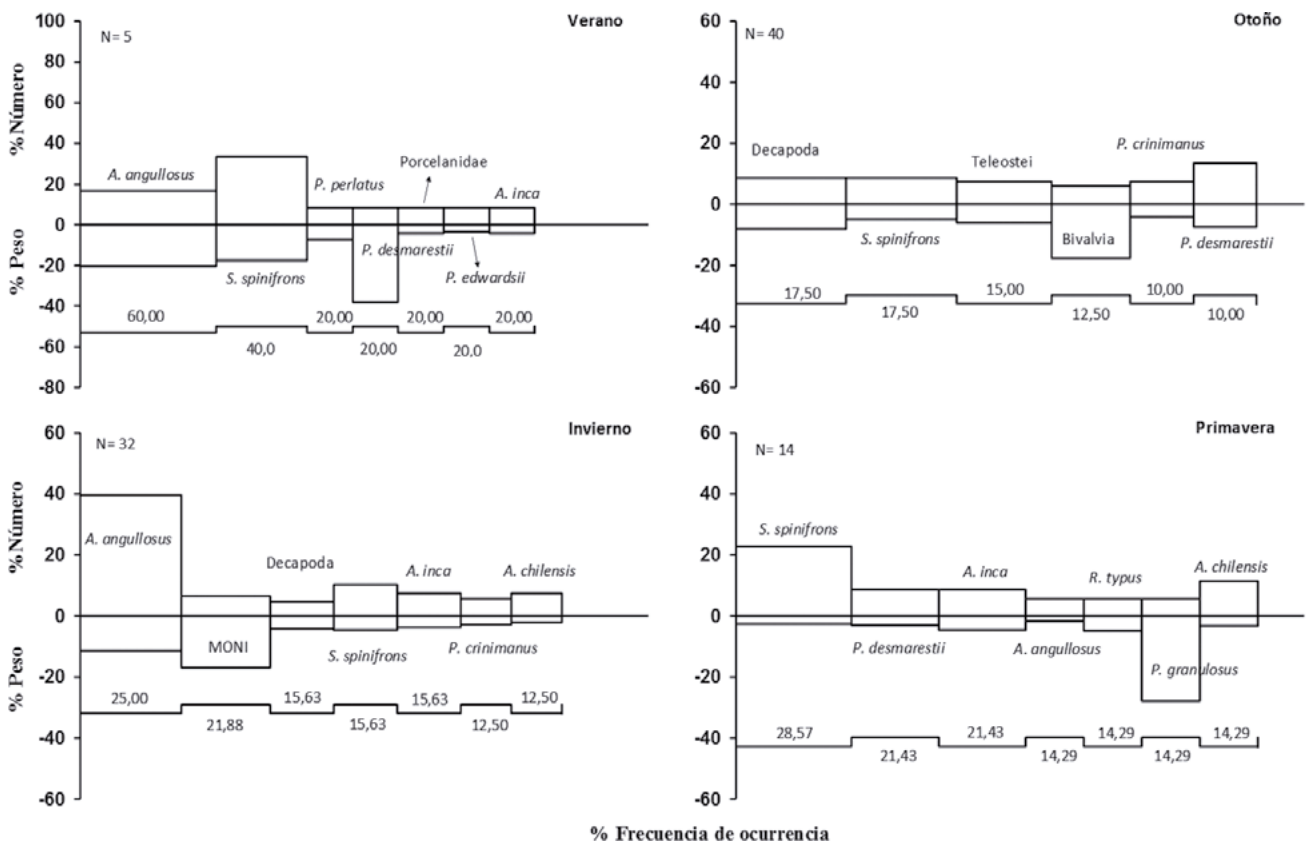 Verano
N= 5
100
80
60
40
20
0
-20
-40
-60
-80
%Número
% Peso
A. angullosus
S. spinifrons
P. perlatus
P. desmarestii
Porcelanidae
P. edwardsii
A. inca
60,00
40,0
20,00
20,00
20,00
20,0
20,00
Otoño
N= 40
60
40
20
0
-20
-40
-60
Decapoda
S. spinifrons
Teleostei
Bivalvia
P. crinimanus
P. desmarestii
17,50
17,50
15,00
12,50
10,00
10,00
Invierno
N= 32
60
40
20
0
-20
-40
-60
%Número
% Peso
A. angullosus
MONI
Decapoda
S. spinifrons
A. inca
P. crinimanus
A. chilensis
25,00
21,88
15,63
15,63
15,63
12,50
12,50
Primavera
N= 14
60
40
20
0
-20
-40
-60
S. spinifrons
P. desmarestii
A. inca
A. angullosus
R. typus
P. granulosus
A. chilensis
28,57
21,43
21,43
14,29
14,29
14,29
14,29
% Frecuencia de ocurrencia